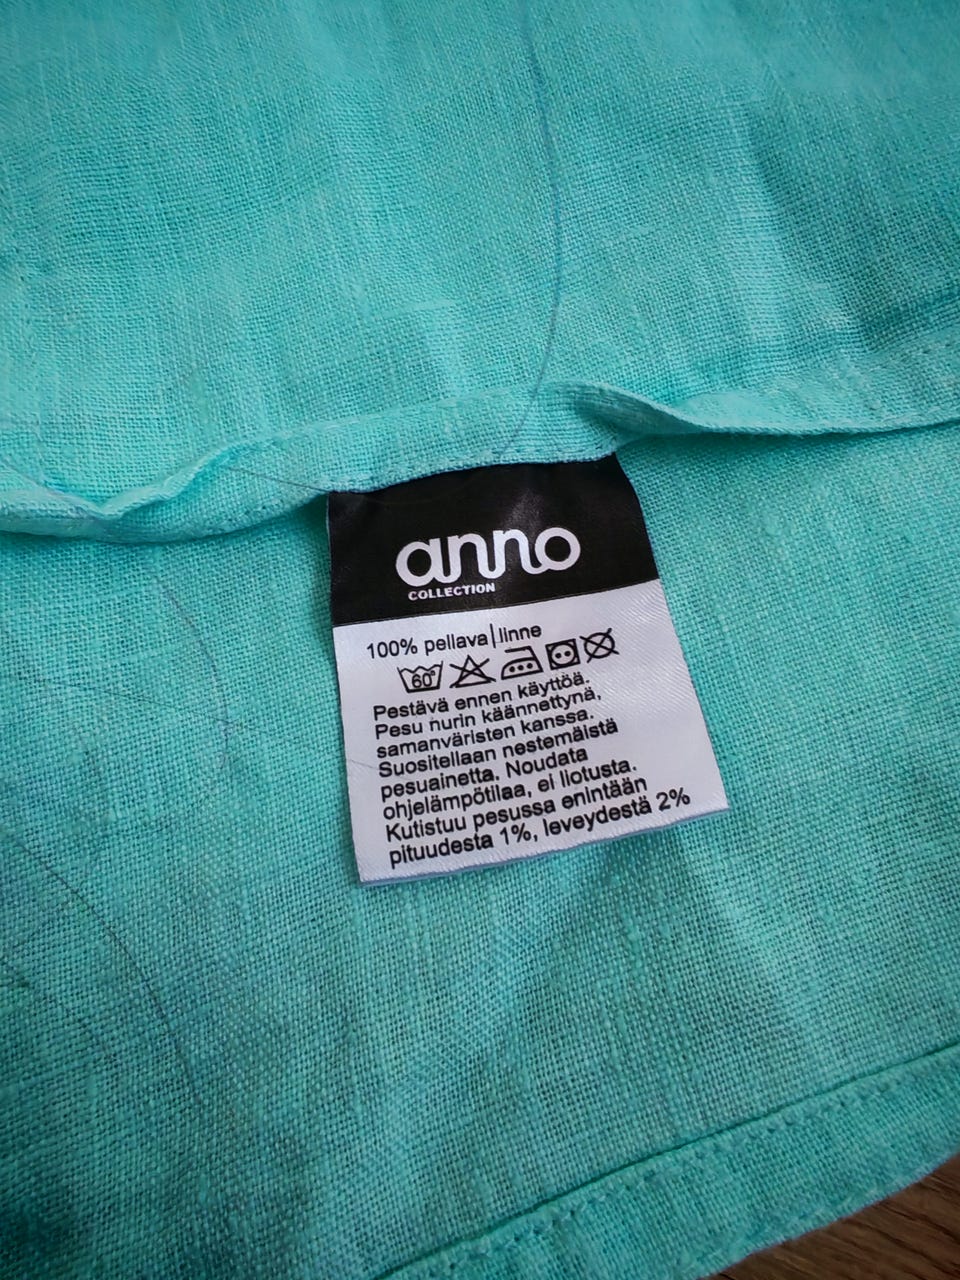 anno
COLLECTION
100% pellava|linne
60°
Pestävä ennen käyttöä.
Pesu nurin käännettynä,
samanväristen kanssa.
Suositellaan nestemäistä
pesuainetta. Noudata
ohjelämpötilaa, ei liotusta.
Kutistuu pesussa enintään
pituudesta 1%, leveydestä 2%